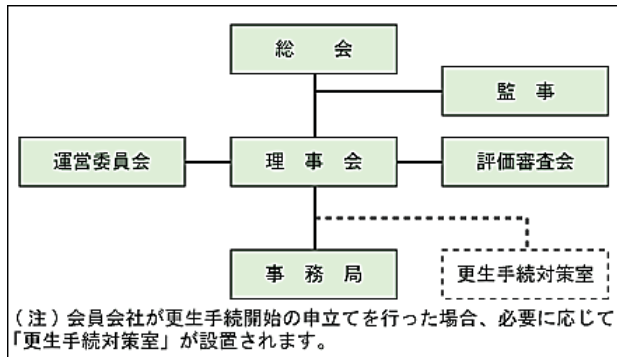 総　会
監　事
運営委員会
理　事　会
評価審査会
事　務　局
更生手続対策室
（注）会員会社が更生手続開始の申立てを行った場合、必要に応じて
「更生手続対策室」が設置されます。